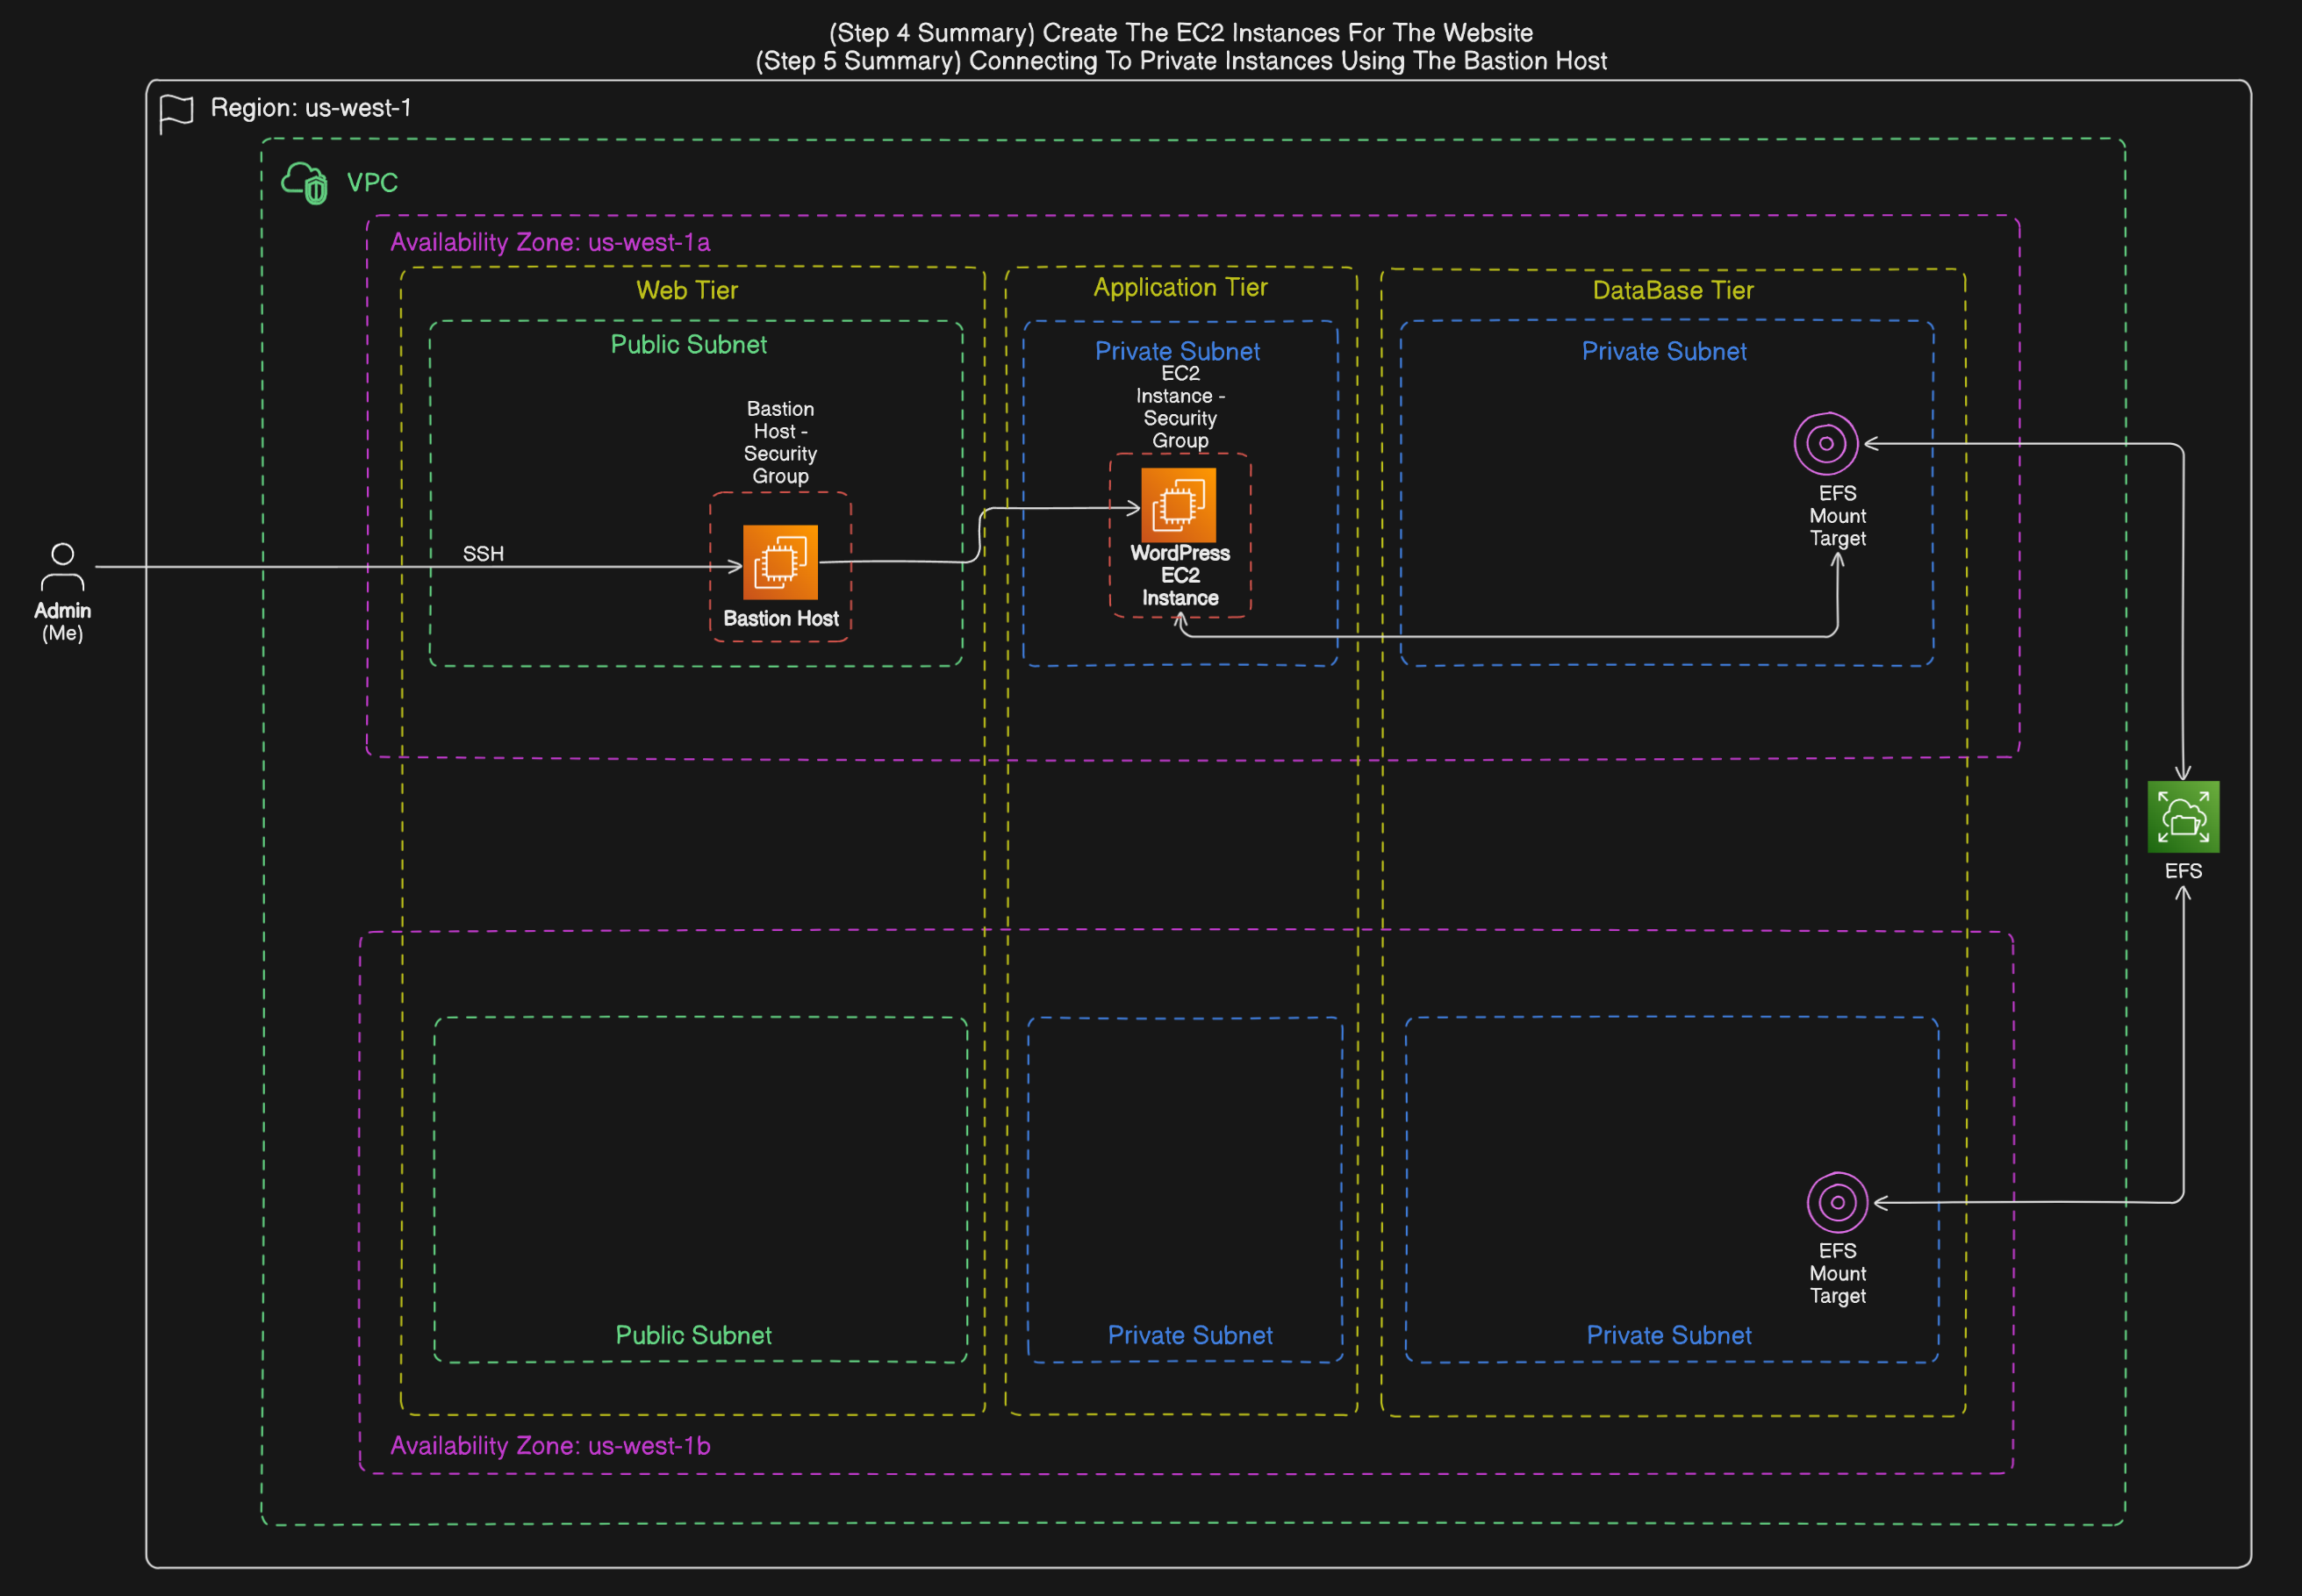 (Step 4 Summary) Create The EC2 Instances For The Website
(Step 5 Summary) Connecting To Private Instances Using The Bastion Host
Region: us-west-1
VPC
Availability Zone: us-west-1a
Web Tier
Application Tier
DataBase Tier
Public Subnet
Private Subnet
Private Subnet
Bastion
Host -
Security
Group
EC2
Instance -
Security
Group
EFS
Mount
Target
SSH
Admin
(Me)
Bastion Host
WordPress
EC2
Instance
EFS
EFS
Mount
Target
Public Subnet
Private Subnet
Private Subnet
Availability Zone: us-west-1b